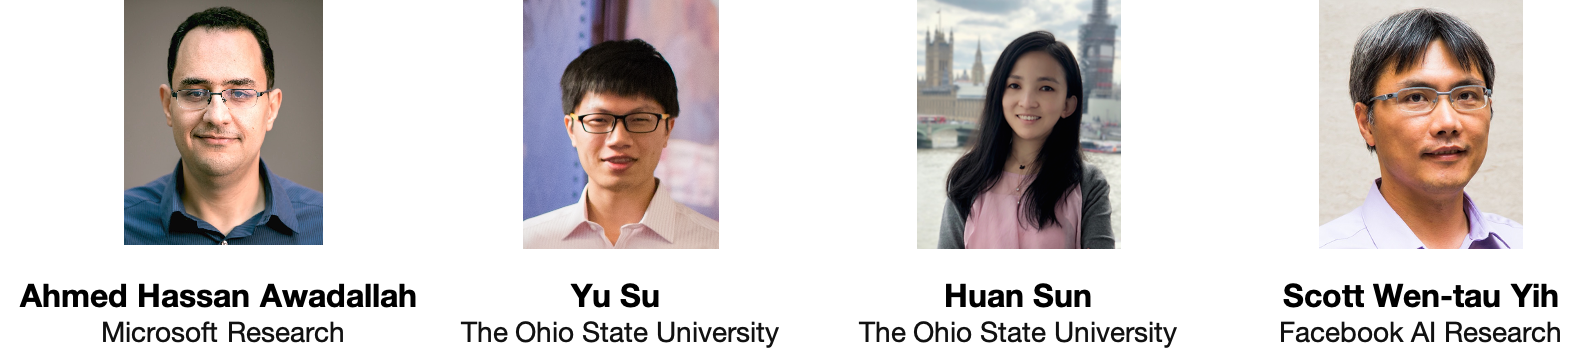 Ahmed Hassan Awadallah
Microsoft Research
Yu Su
The Ohio State University
Huan Sun
The Ohio State University
Scott Wen-tau Yih
Facebook AI Research